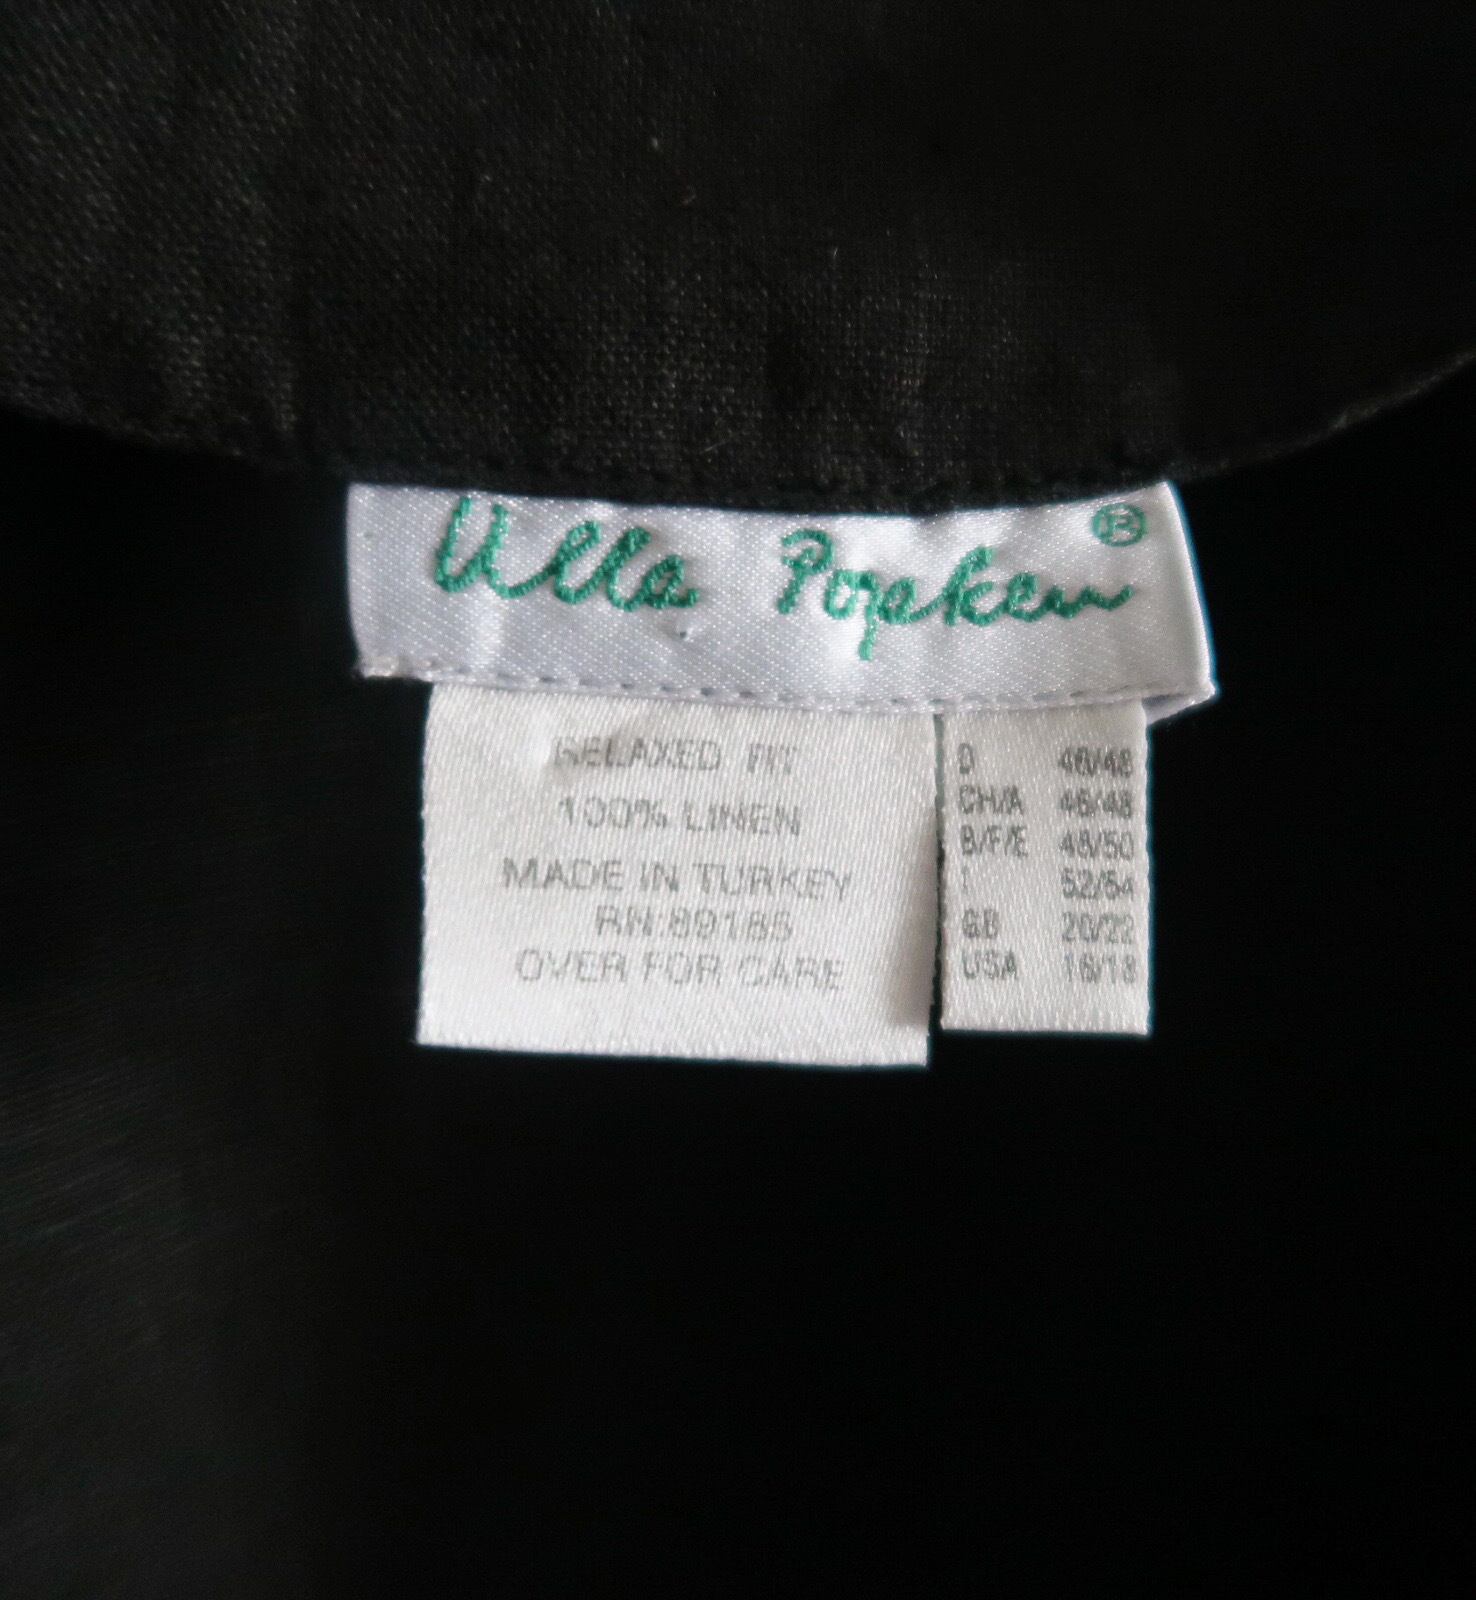 Ulla Popken ®
RELAXED FIT
100% LINEN
MADE IN TURKEY
RN:89185
OVER FOR CARE
D 46/48
CH/A 46/48
B/F/E 48/50
I 52/54
GB 20/22
USA 16/18